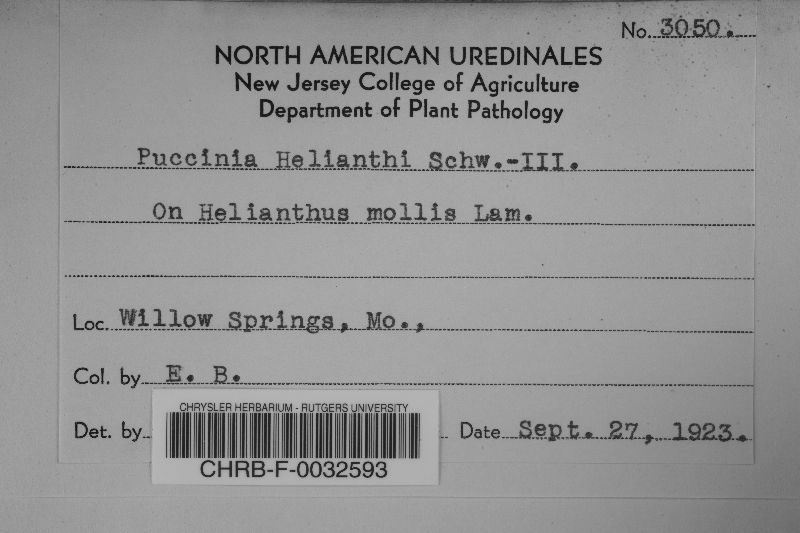 No. 3050.
NORTH AMERICAN UREDINALES
New Jersey College of Agriculture
Department of Plant Pathology
Puccinia Helianthi Schw.-III.
On Helianthus mollis Lam.
Loc. Willow Springs, Mo.,
Col. by E. B.
Det. by Date Sept. 27, 1923.
CHRYSLER HERBARIUM - RUTGERS UNIVERSITY
CHRB-F-0032593